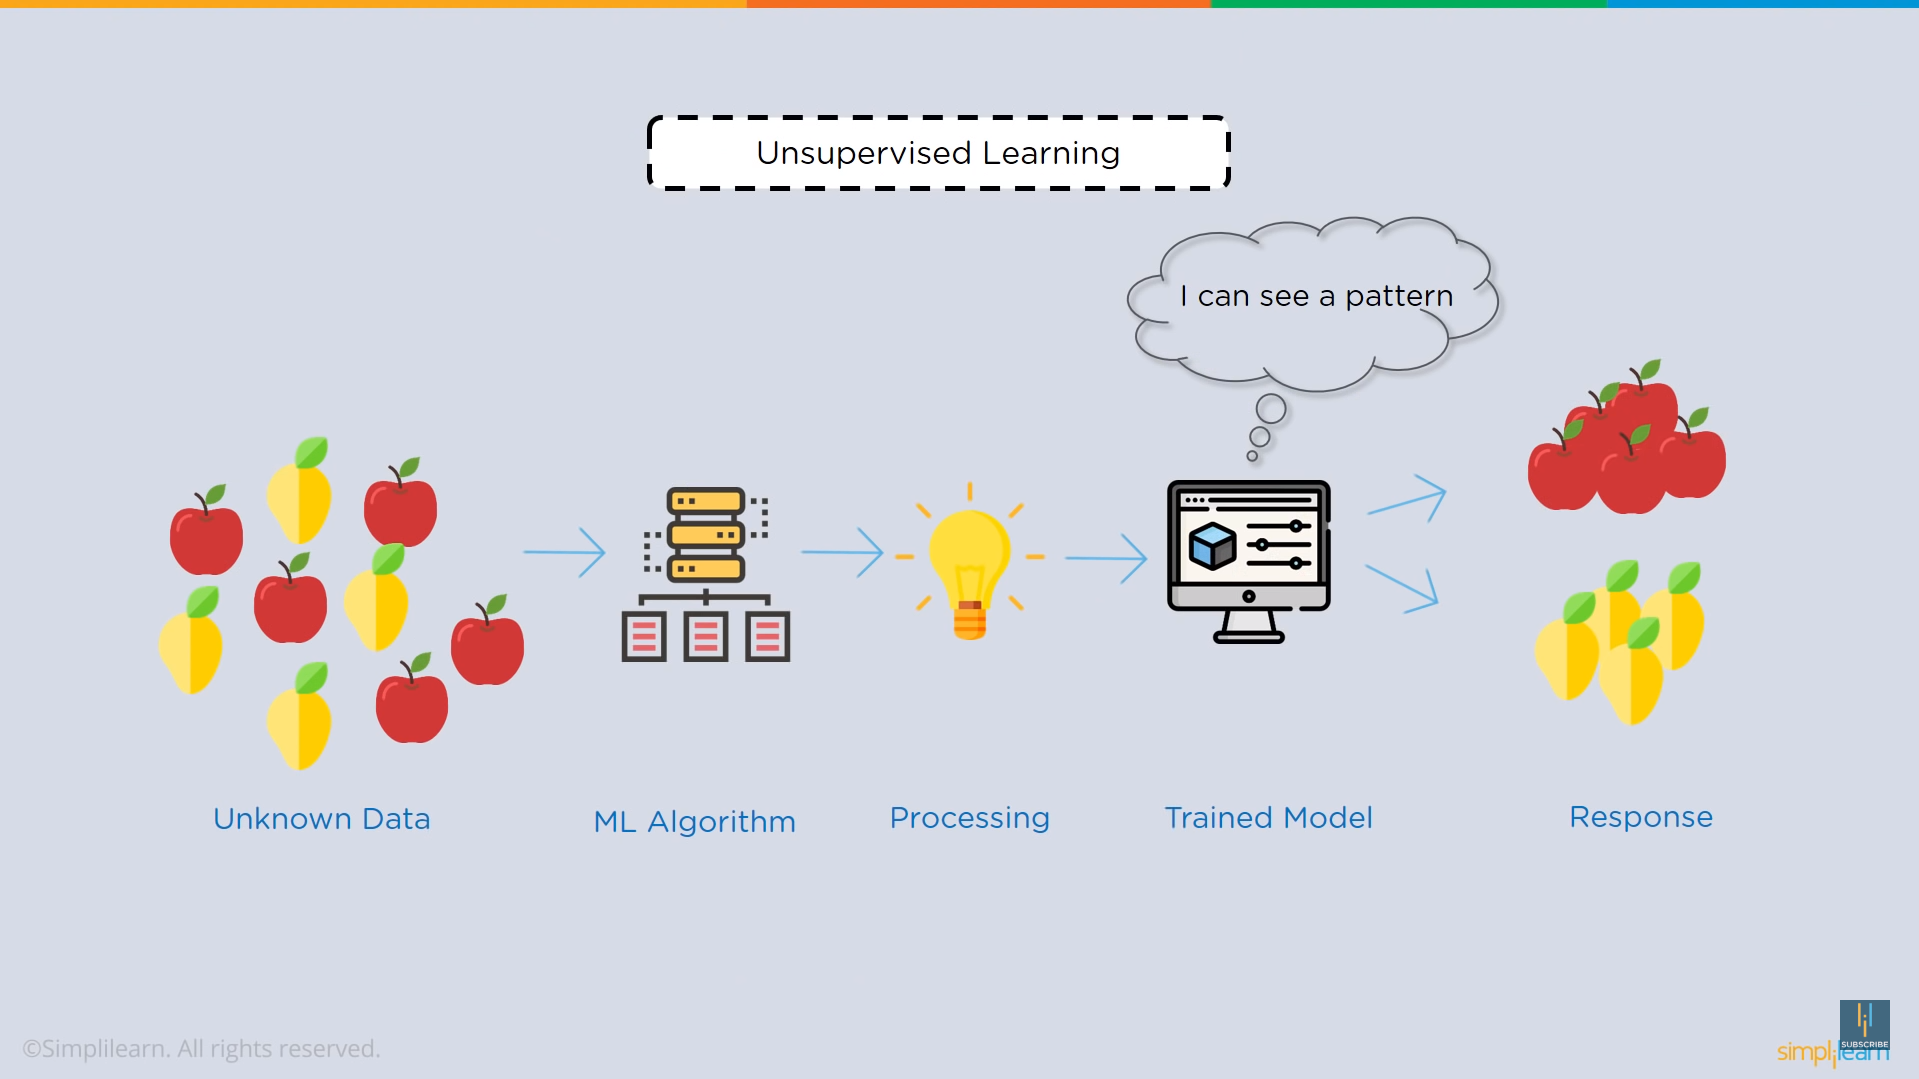 Unsupervised Learning
I can see a pattern
Unknown Data
ML Algorithm
Processing
Trained Model
Response
©Simplilearn. All rights reserved.
SUBSCRIBE
simplilearn